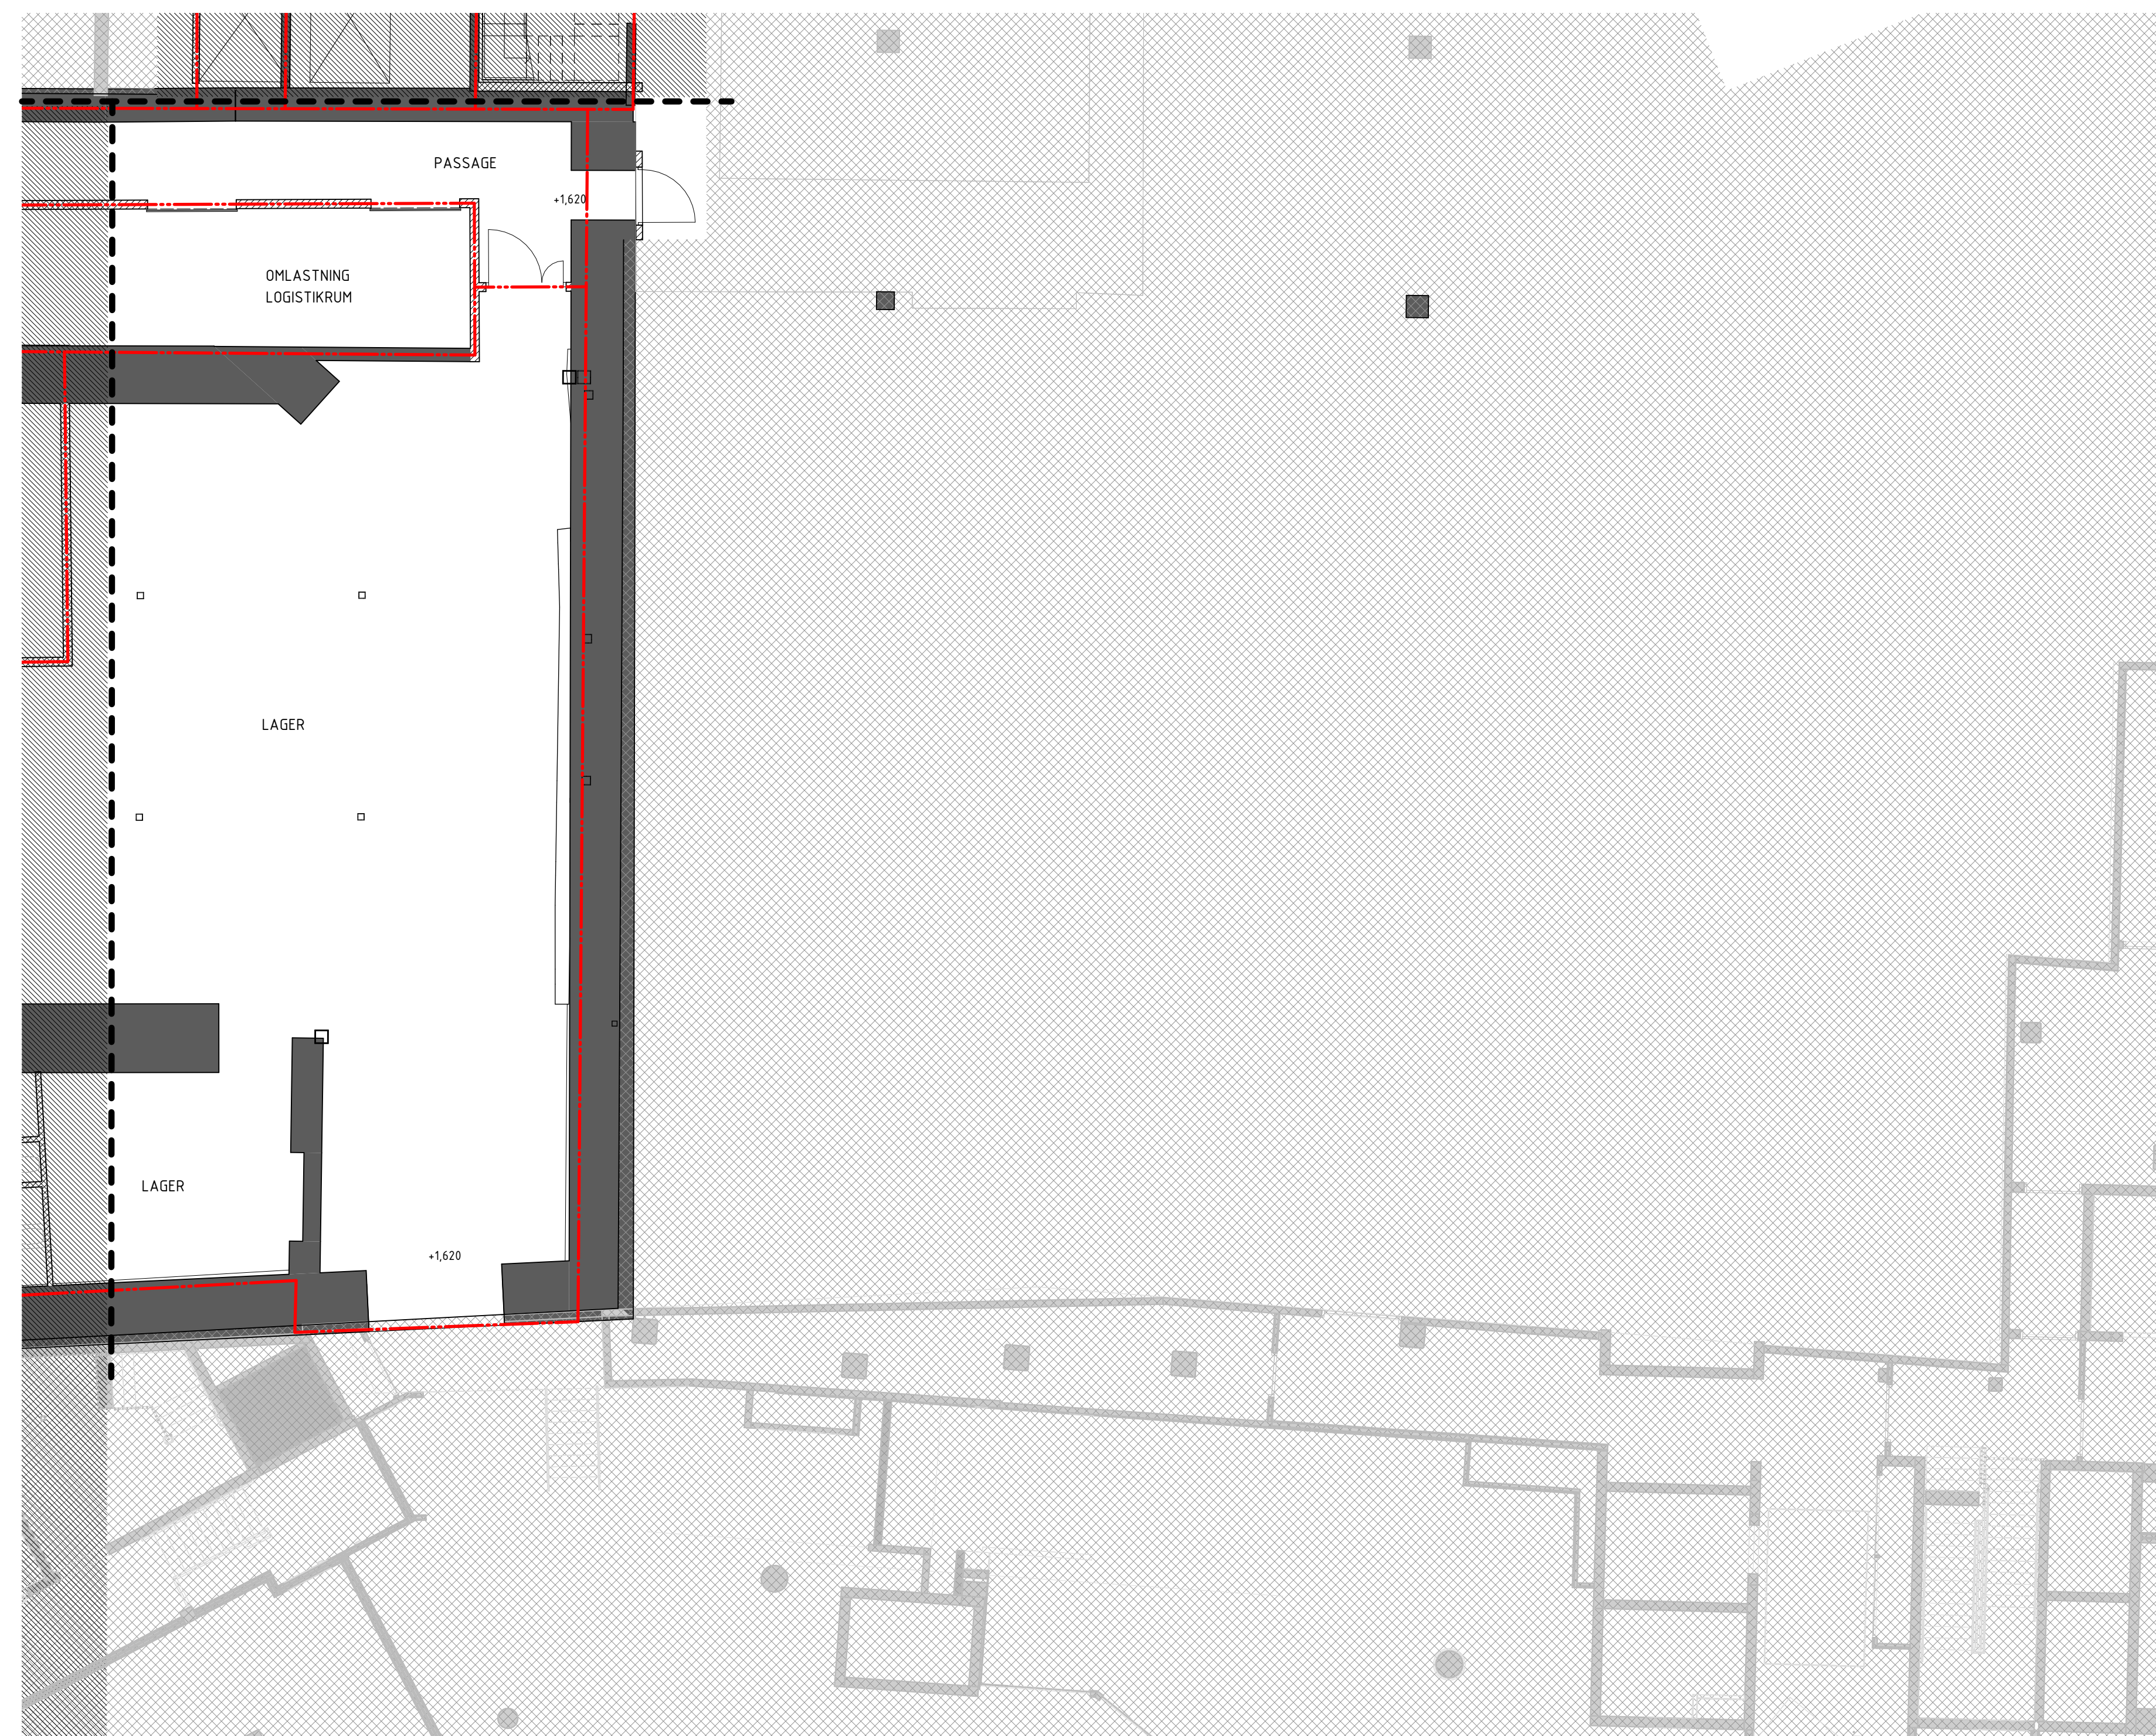 PASSAGE
+1,620
OMLASTNING
LOGISTIKRUM
LAGER
LAGER
+1,620